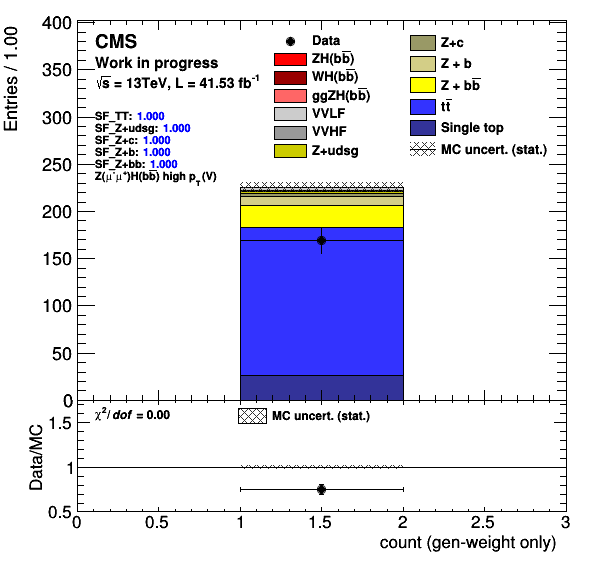 CMS
Work in progress
√s = 13TeV, L = 41.53 fb⁻¹
SF_TT: 1.000
SF_Z+udsg: 1.000
SF_Z+c: 1.000
SF_Z+b: 1.000
SF_Z+bb: 1.000
Z(μ⁻μ⁺)H(bb̅) high p_T(V)
Data
ZH(bb̅)
WH(bb̅)
ggZH(bb̅)
VVLF
VVHF
Z+udsg
Z+c
Z + b
Z + bb̅
tt̅
Single top
MC uncert. (stat.)
Entries / 1.00
400
350
300
250
200
150
100
50
0
χ²/dof = 0.00
MC uncert. (stat.)
Data/MC
1.5
1
0.5
0
0.5
1
1.5
2
2.5
3
count (gen-weight only)